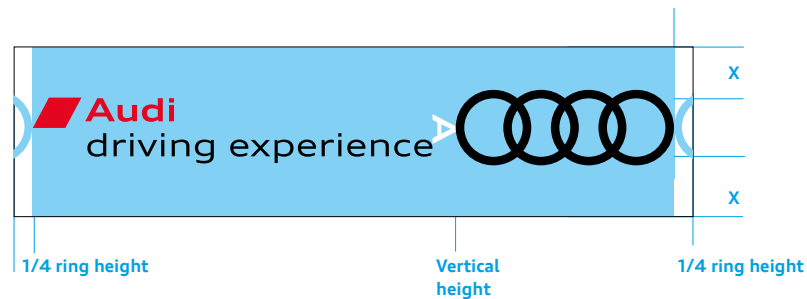 X
Audi
driving experience
A
X
1/4 ring height
Vertical
height
1/4 ring height